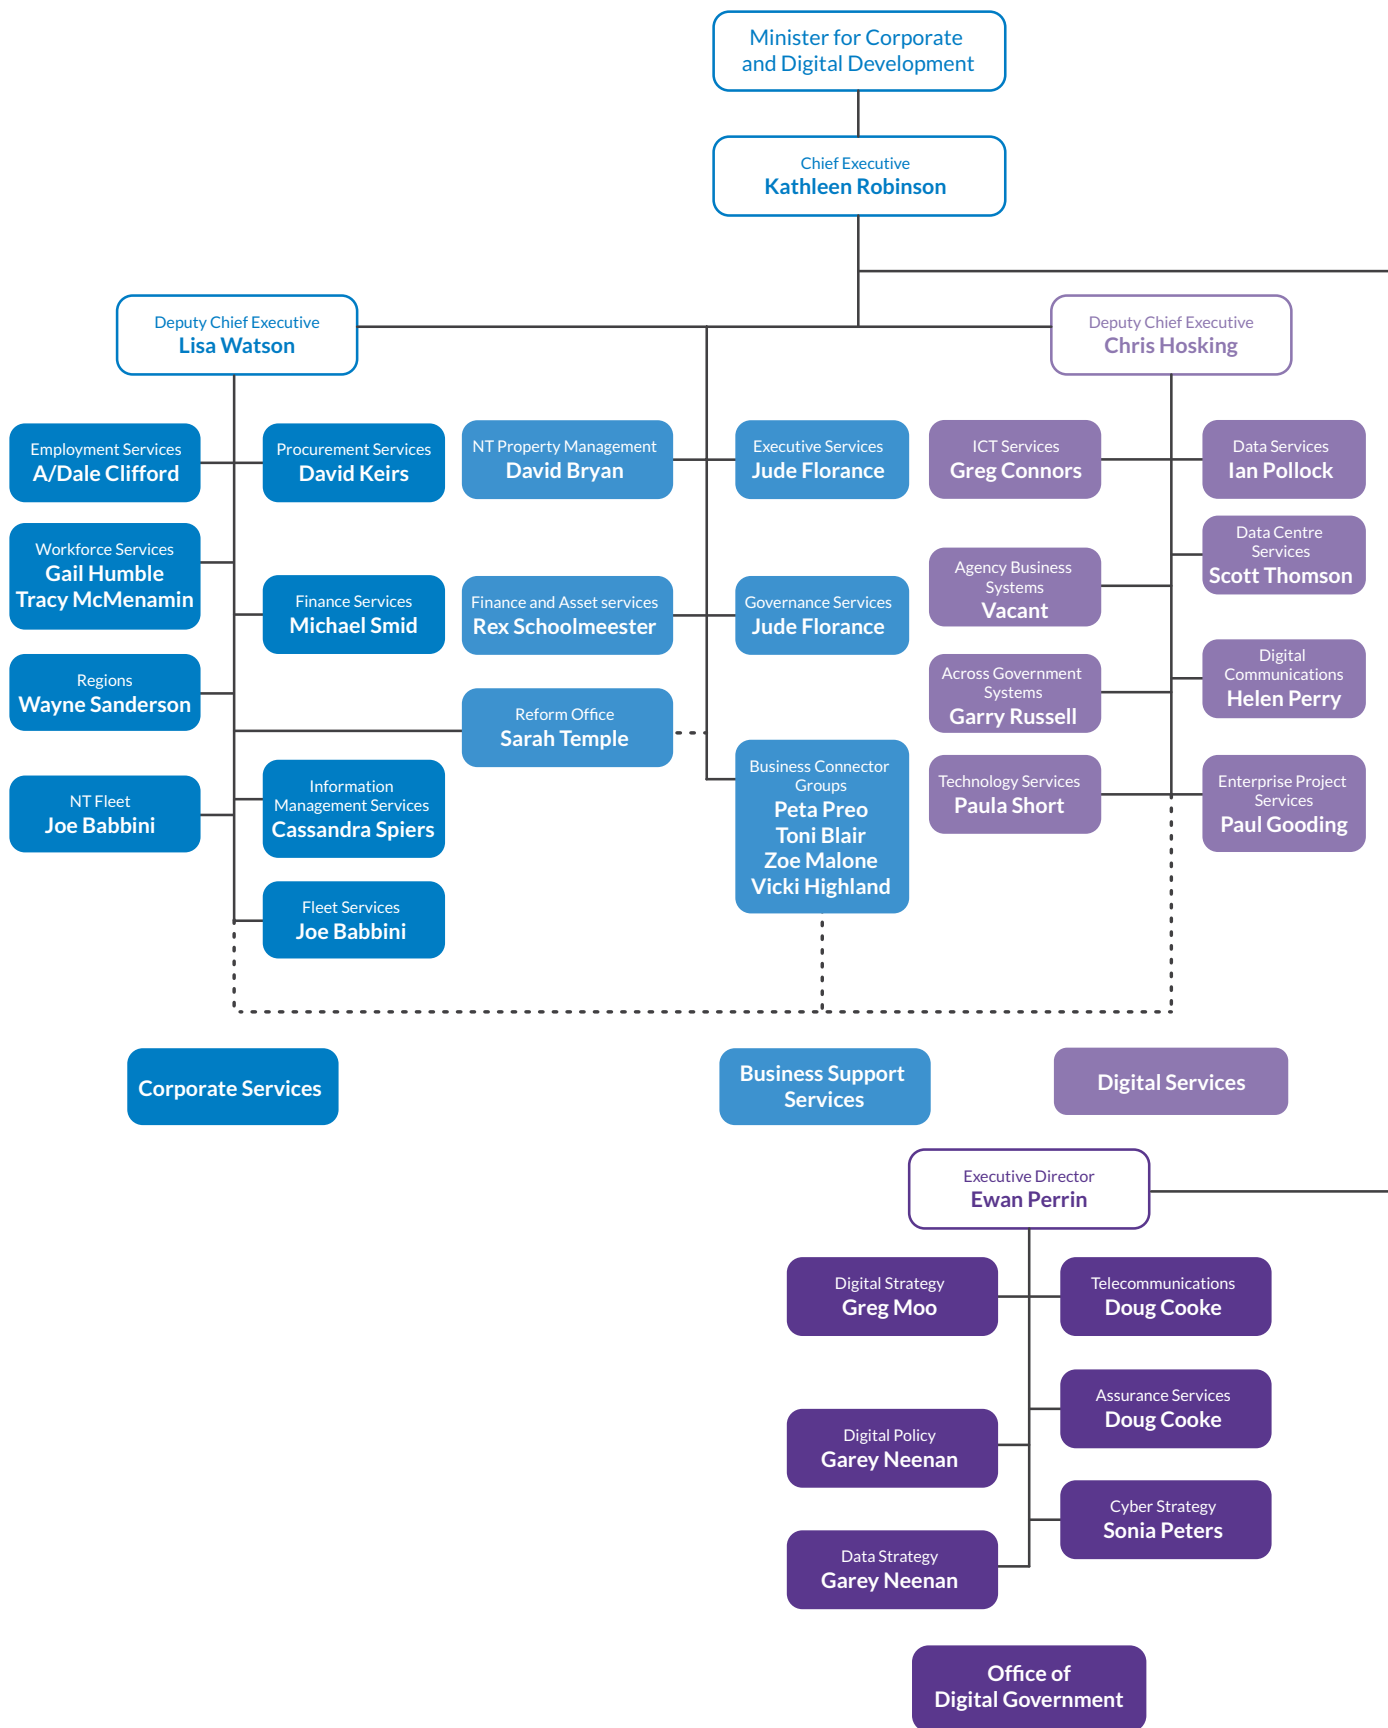 Minister for Corporate
and Digital Development
Chief Executive
Kathleen Robinson
Deputy Chief Executive
Lisa Watson
Deputy Chief Executive
Chris Hosking
Employment Services
A/Dale Clifford
Procurement Services
David Keirs
Workforce Services
Gail Humble
Tracy McMenamin
Finance Services
Michael Smid
Regions
Wayne Sanderson
NT Fleet
Joe Babbini
Information
Management Services
Cassandra Spiers
Fleet Services
Joe Babbini
NT Property Management
David Bryan
Executive Services
Jude Florance
Finance and Asset services
Rex Schoolmeester
Governance Services
Jude Florance
Reform Office
Sarah Temple
Business Connector
Groups
Peta Preo
Toni Blair
Zoe Malone
Vicki Highland
ICT Services
Greg Connors
Data Services
Ian Pollock
Agency Business
Systems
Vacant
Data Centre
Services
Scott Thomson
Across Government
Systems
Garry Russell
Digital
Communications
Helen Perry
Technology Services
Paula Short
Enterprise Project
Services
Paul Gooding
Corporate Services
Business Support
Services
Digital Services
Executive Director
Ewan Perrin
Digital Strategy
Greg Moo
Telecommunications
Doug Cooke
Assurance Services
Doug Cooke
Digital Policy
Garey Neenan
Cyber Strategy
Sonia Peters
Data Strategy
Garey Neenan
Office of
Digital Government